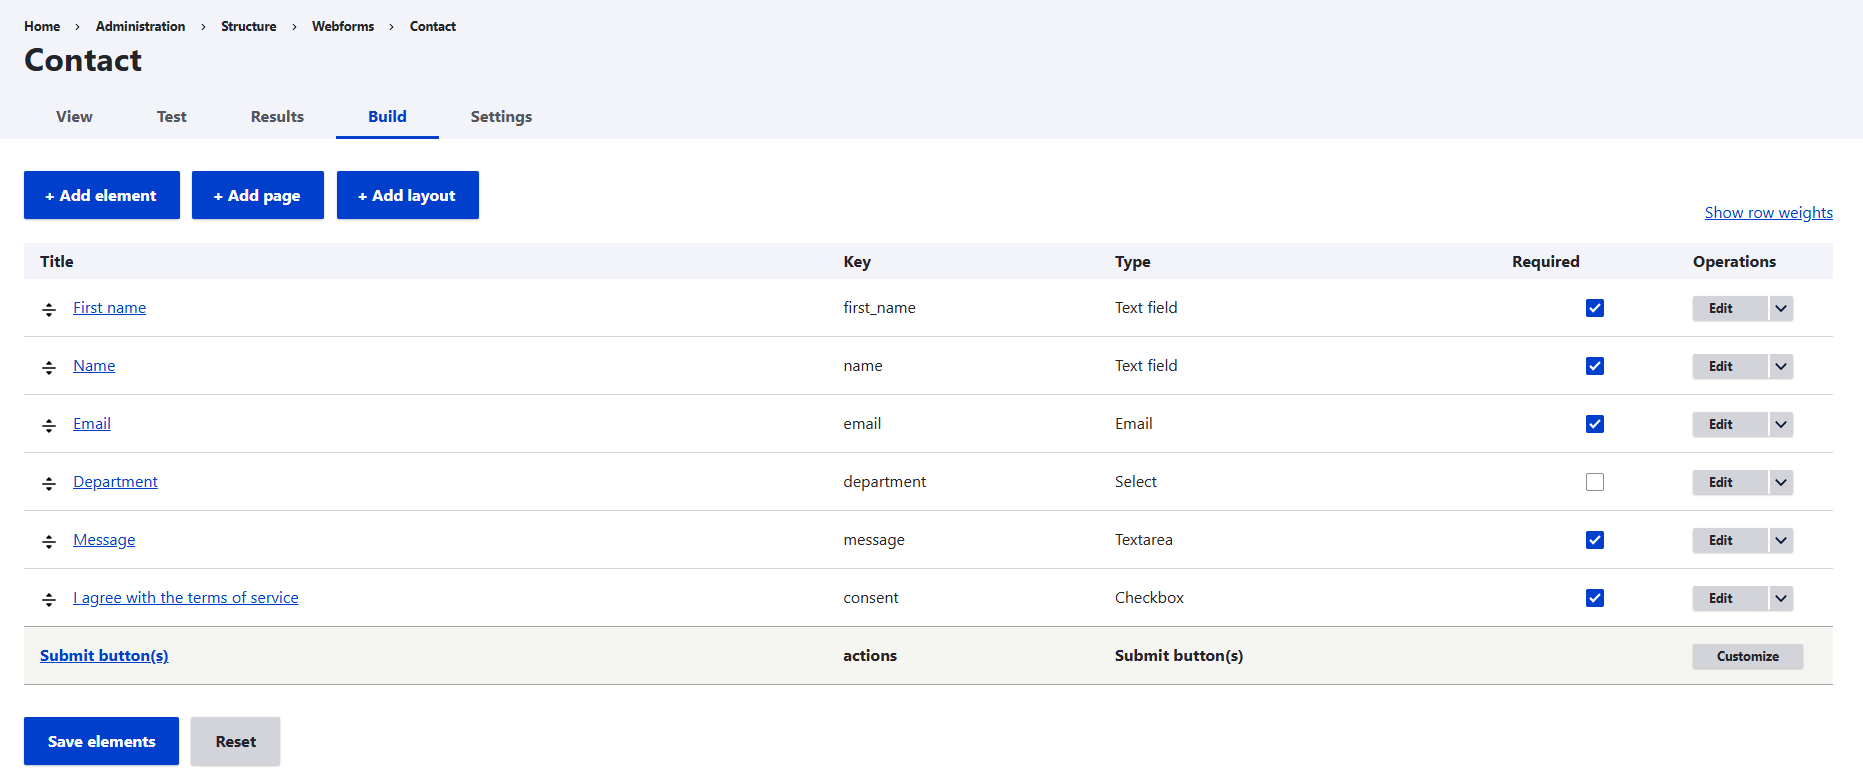 Home > Administration > Structure > Webforms > Contact
Contact
View Test Results Build Settings
+ Add element + Add page + Add layout
Show row weights
Title Key Type Required Operations
First name first_name Text field Edit
Name name Text field Edit
Email email Email Edit
Department department Select Edit
Message message Textarea Edit
I agree with the terms of service consent Checkbox Edit
Submit button(s) actions Submit button(s) Customize
Save elements Reset